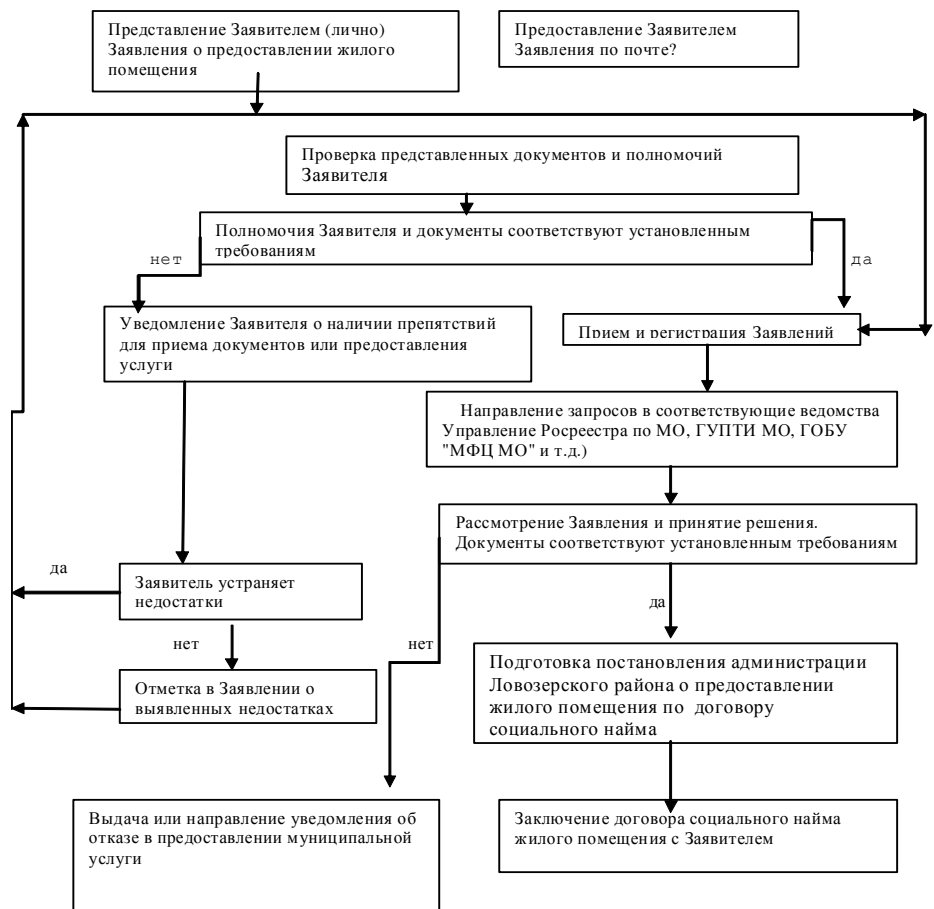 Представление Заявителем (лично)
Заявления о предоставлении жилого
помещения
Предоставление Заявителем
Заявления по почте?
Проверка представленных документов и полномочий
Заявителя
Полномочия Заявителя и документы соответствуют установленным
требованиям
нет
да
Уведомление Заявителя о наличии препятствий
для приема документов или предоставления
услуги
Прием и регистрация Заявлений
Направление запросов в соответствующие ведомства
Управление Росреестра по МО, ГУПТИ МО, ГОБУ
"МФЦ МО" и т.д.)
Рассмотрение Заявления и принятие решения.
Документы соответствуют установленным требованиям
да
Заявитель устраняет
недостатки
да
нет
нет
Отметка в Заявлении о
выявленных недостатках
Подготовка постановления администрации
Ловозерского района о предоставлении
жилого помещения по договору
социального найма
Выдача или направление уведомления об
отказе в предоставлении муниципальной
услуги
Заключение договора социального найма
жилого помещения с Заявителем